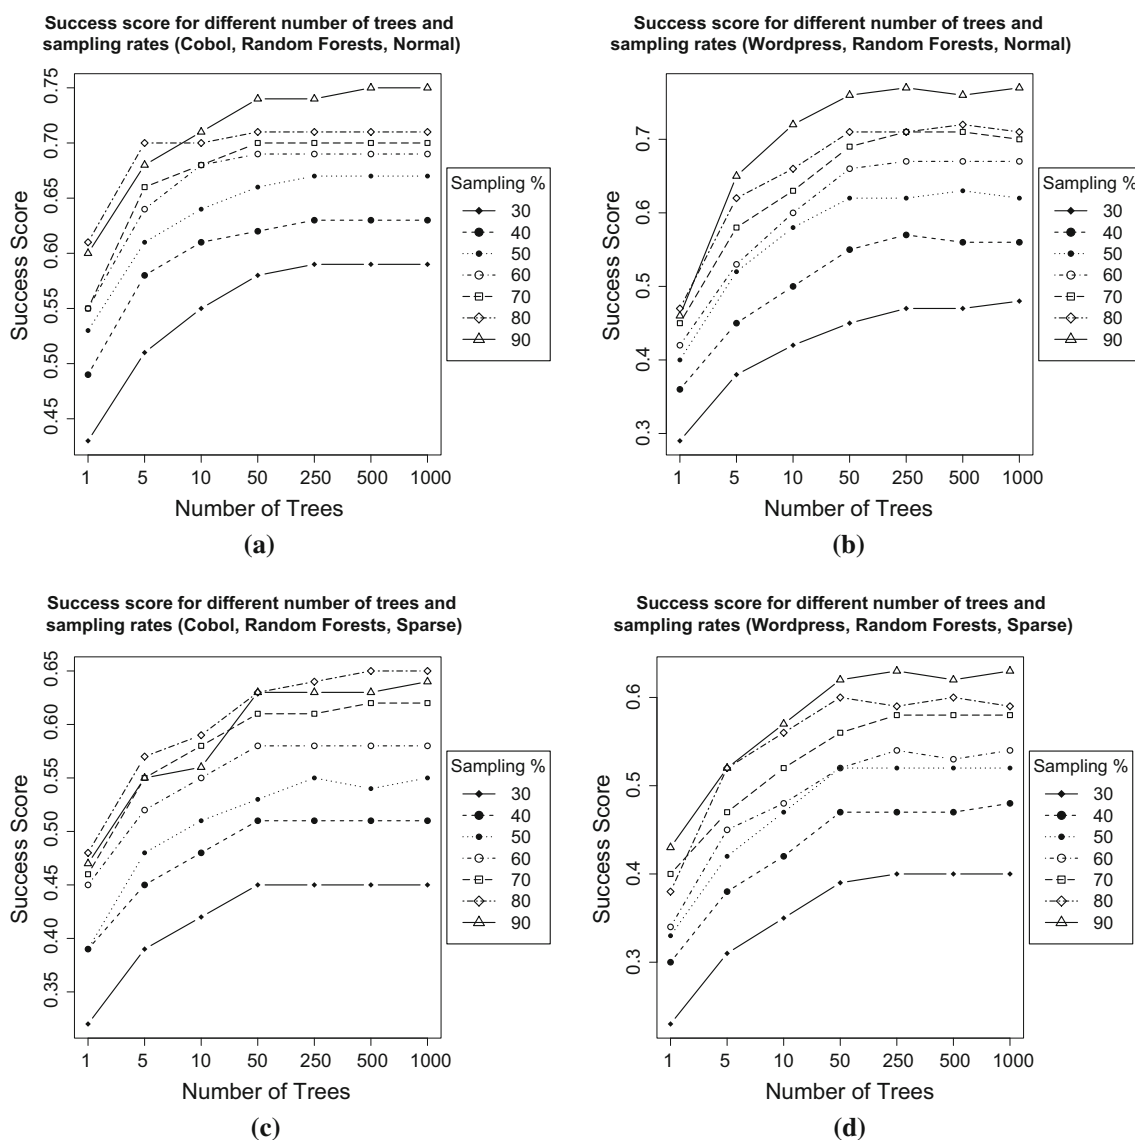 Success score for different number of trees and
sampling rates (Cobol, Random Forests, Normal)
Success Score
0.45 0.50 0.55 0.60 0.65 0.70 0.75
1 5 10 50 250 500 1000
Number of Trees
Sampling %
30
40
50
60
70
80
90
(a)
Success score for different number of trees and
sampling rates (Wordpress, Random Forests, Normal)
Success Score
0.3 0.4 0.5 0.6 0.7
1 5 10 50 250 500 1000
Number of Trees
Sampling %
30
40
50
60
70
80
90
(b)
Success score for different number of trees and
sampling rates (Cobol, Random Forests, Sparse)
Success Score
0.35 0.40 0.45 0.50 0.55 0.60 0.65
1 5 10 50 250 500 1000
Number of Trees
Sampling %
30
40
50
60
70
80
90
(c)
Success score for different number of trees and
sampling rates (Wordpress, Random Forests, Sparse)
Success Score
0.3 0.4 0.5 0.6
1 5 10 50 250 500 1000
Number of Trees
Sampling %
30
40
50
60
70
80
90
(d)